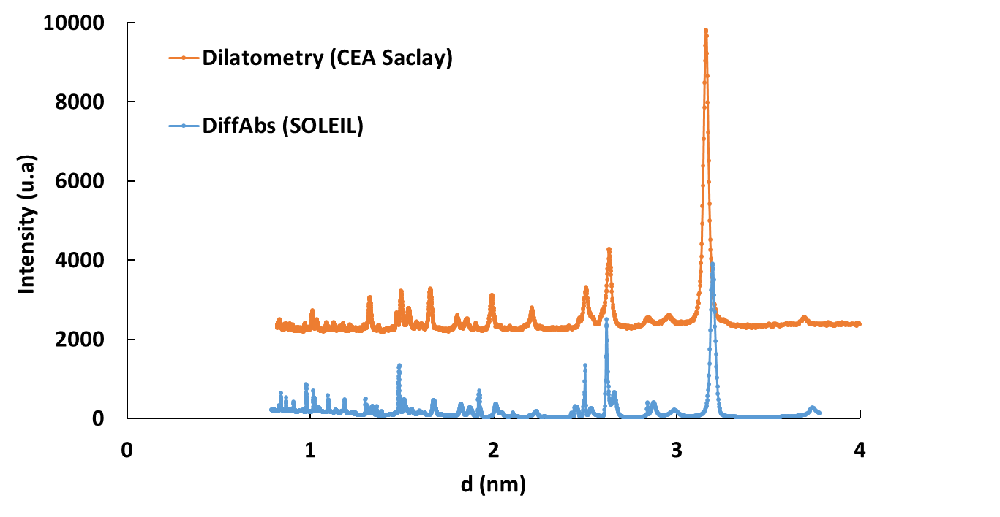 10000
8000
6000
4000
2000
0
Intensity (u.a)
Dilatometry (CEA Saclay)
DiffAbs (SOLEIL)
0 1 2 3 4
d (nm)